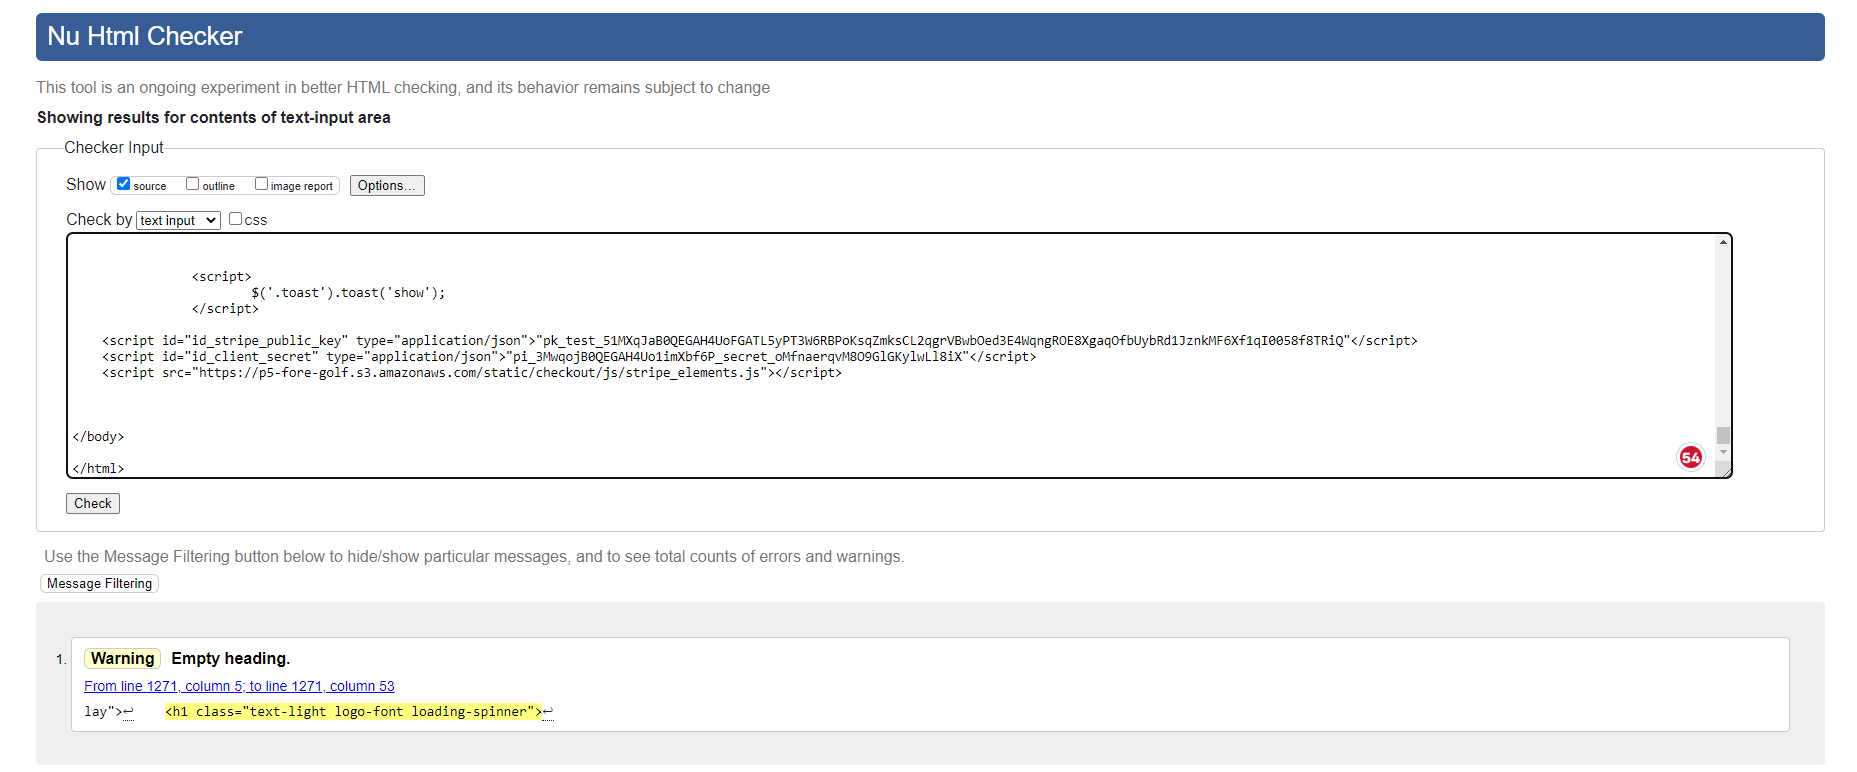 Nu Html Checker
This tool is an ongoing experiment in better HTML checking, and its behavior remains subject to change
Showing results for contents of text-input area
Checker Input
Show source outline image report Options...
Check by text input css
<script>
$('.toast').toast('show');
</script>
<script id="id_stripe_public_key" type="application/json">"pk_test_51MXqJaB0QEGAH4UoFGATL5yPT3W6RBPoKsqZmksCL2qgrVBwbOed3E4WqngROE8XgaqOfbUybRd1JznkMF6Xf1qI0058f8TRiQ"</script>
<script id="id_client_secret" type="application/json">"pi_3MwqojB0QEGAH4Uo1imXbf6P_secret_oMfnaerqvM8O9GlGKylwLl8iX"</script>
<script src="https://p5-fore-golf.s3.amazonaws.com/static/checkout/js/stripe_elements.js"></script>
</body>
54
</html>
Check
Use the Message Filtering button below to hide/show particular messages, and to see total counts of errors and warnings.
Message Filtering
1. Warning Empty heading.
From line 1271, column 5; to line 1271, column 53
lay">↩ <h1 class="text-light logo-font loading-spinner">↩